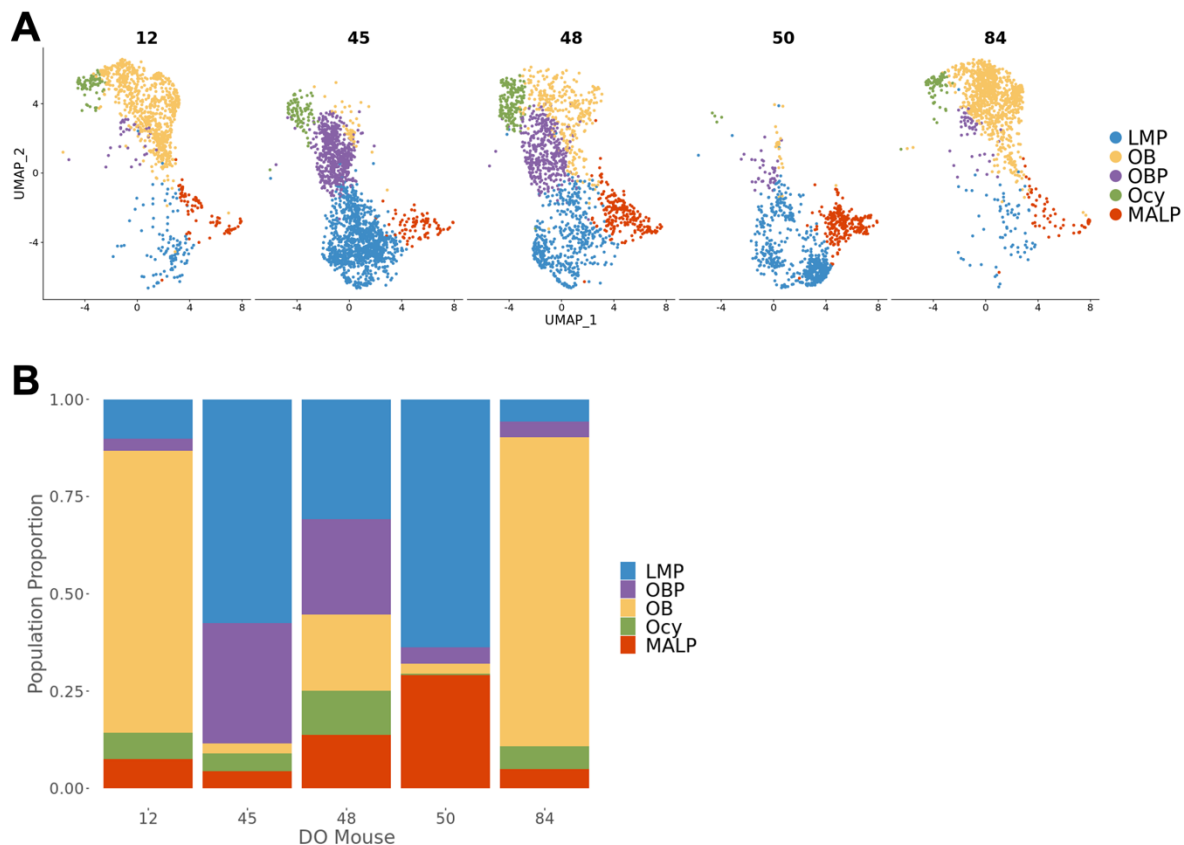 A
12 45 48 50 84
UMAP_2
4
0
-4
-4 0 4 8 -4 0 4 8 -4 0 4 8 -4 0 4 8 -4 0 4 8
UMAP_1
LMP
OB
OBP
Ocy
MALP
B
Population Proportion
1.00
0.75
0.50
0.25
0.00
12 45 48 50 84
DO Mouse
LMP
OBP
OB
Ocy
MALP